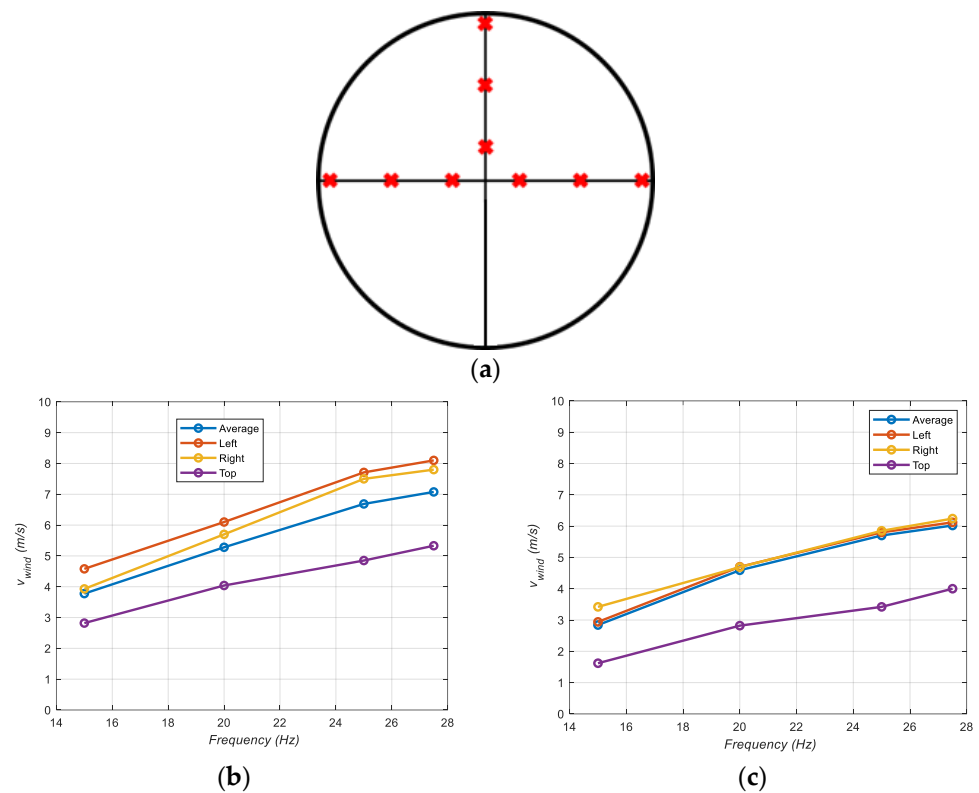 (a)
10
9
8
7
6
5
4
3
2
1
0
v_wind (m/s)
Average
Left
Right
Top
14 16 18 20 22 24 26 28
Frequency (Hz)
(b)
10
9
8
7
6
5
4
3
2
1
0
v_wind (m/s)
Average
Left
Right
Top
14 16 18 20 22 24 26 28
Frequency (Hz)
(c)